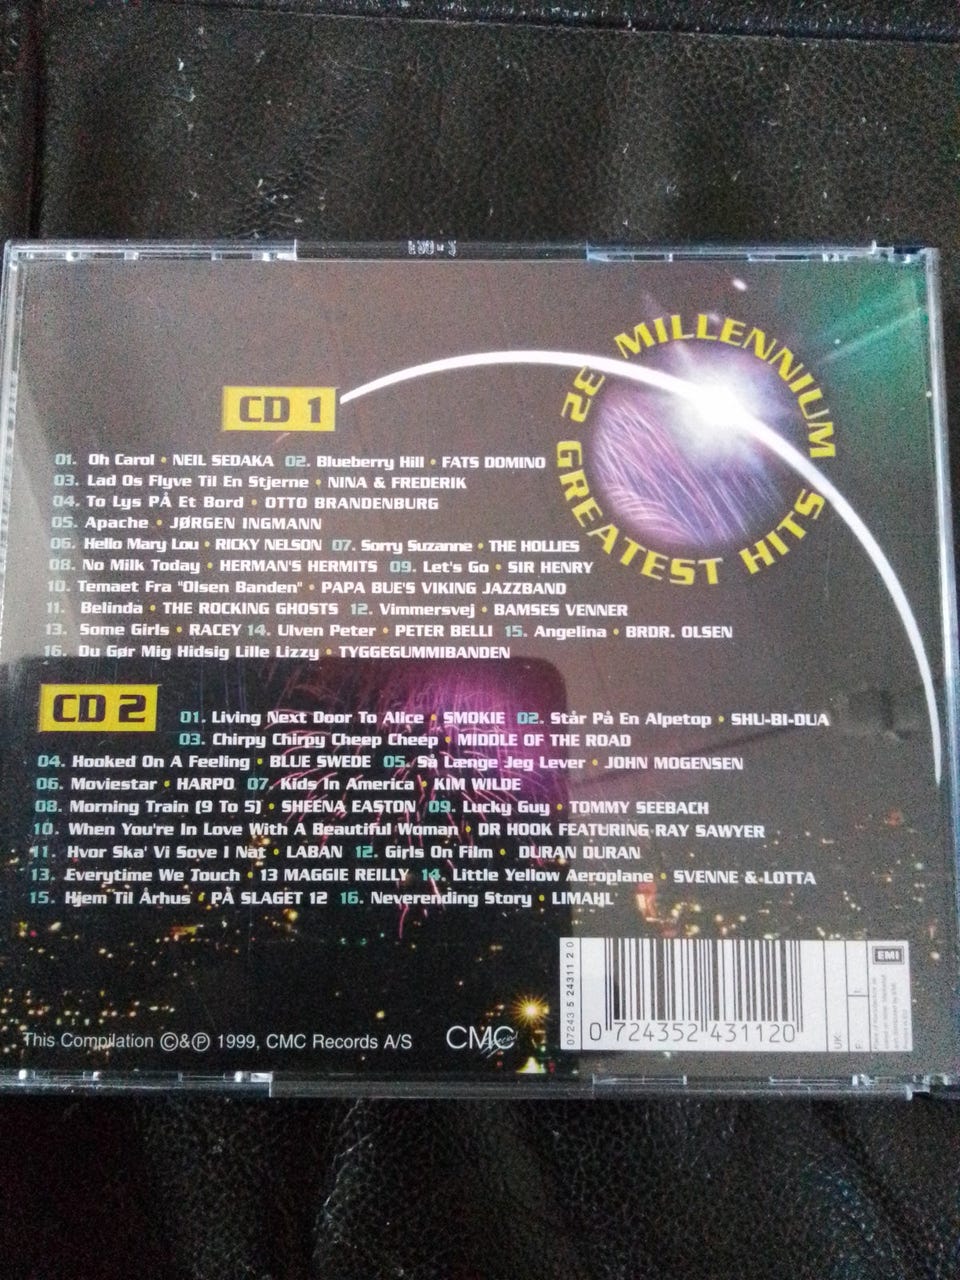 MILLENNIUM
32 GREATEST HITS
CD 1
01. Oh Carol • NEIL SEDAKA 02. Blueberry Hill • FATS DOMINO
03. Lad Os Flyve Til En Stjerne • NINA & FREDERIK
04. To Lys PÅ Et Bord • OTTO BRANDENBURG
05. Apache • JØRGEN INGMANN
06. Hello Mary Lou • RICKY NELSON 07. Sorry Suzanne • THE HOLLIES
08. No Milk Today • HERMAN'S HERMITS 09. Let's Go • SIR HENRY
10. Temaet Fra "Olsen Banden" • PAPA BUE'S VIKING JAZZBAND
11. Belinda • THE ROCKING GHOSTS 12. Vimmersvej • BAMSES VENNER
13. Some Girls • RACEY 14. Ulven Peter • PETER BELLI 15. Angelina • BRDR. OLSEN
16. Du Gør Mig Hidsig Lille Lizzy • TYGGEGUMMIBANDEN
CD 2
01. Living Next Door To Alice • SMOKIE 02. Står På En Alpetop • SHU-BI-DUA
03. Chirpy Chirpy Cheep Cheep • MIDDLE OF THE ROAD
04. Hooked On A Feeling • BLUE SWEDE 05. Så Længe Jeg Lever • JOHN MOGENSEN
06. Moviestar • HARPO 07. Kids In America • KIM WILDE
08. Morning Train (9 To 5) • SHEENA EASTON 09. Lucky Guy • TOMMY SEEBACH
10. When You're In Love With A Beautiful Woman • DR HOOK FEATURING RAY SAWYER
11. Hvor Ska' Vi Sove I Nat • LABAN 12. Girls On Film • DURAN DURAN
13. Everytime We Touch • 13 MAGGIE REILLY 14. Little Yellow Aeroplane • SVENNE & LOTTA
15. Hjem Til Århus • PÅ SLAGET 12 16. Neverending Story • LIMAHL
This Compilation ©&℗ 1999, CMC Records A/S
CMC
07243 5 24311 2 0
0 724352 431120
UK:
F:
EMI